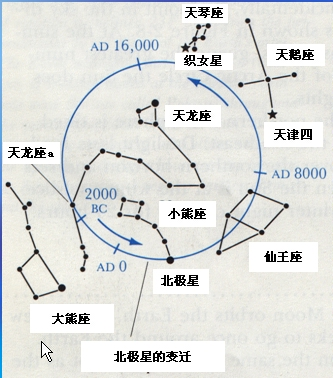 天琴座
AD 16,000
织女星
天鹅座
天龙座
天津四
天龙座a
AD 8000
2000
BC
小熊座
仙王座
AD 0
北极星
大熊座
北极星的变迁